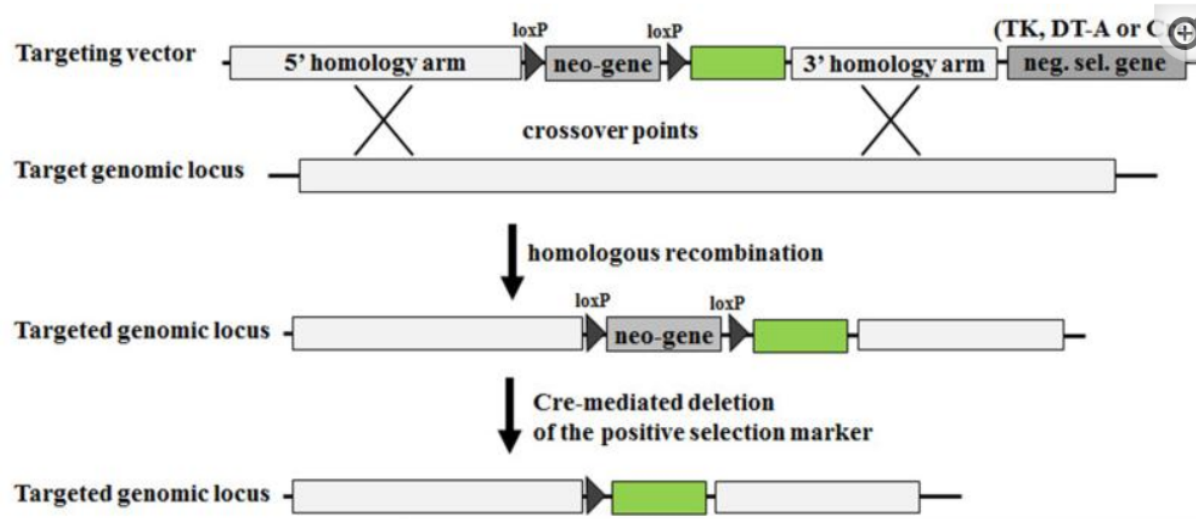 (TK, DT-A or C
loxP loxP
Targeting vector 5' homology arm neo-gene 3' homology arm neg. sel. gene
crossover points
Target genomic locus
homologous recombination
loxP loxP
Targeted genomic locus neo-gene
Cre-mediated deletion
of the positive selection marker
Targeted genomic locus